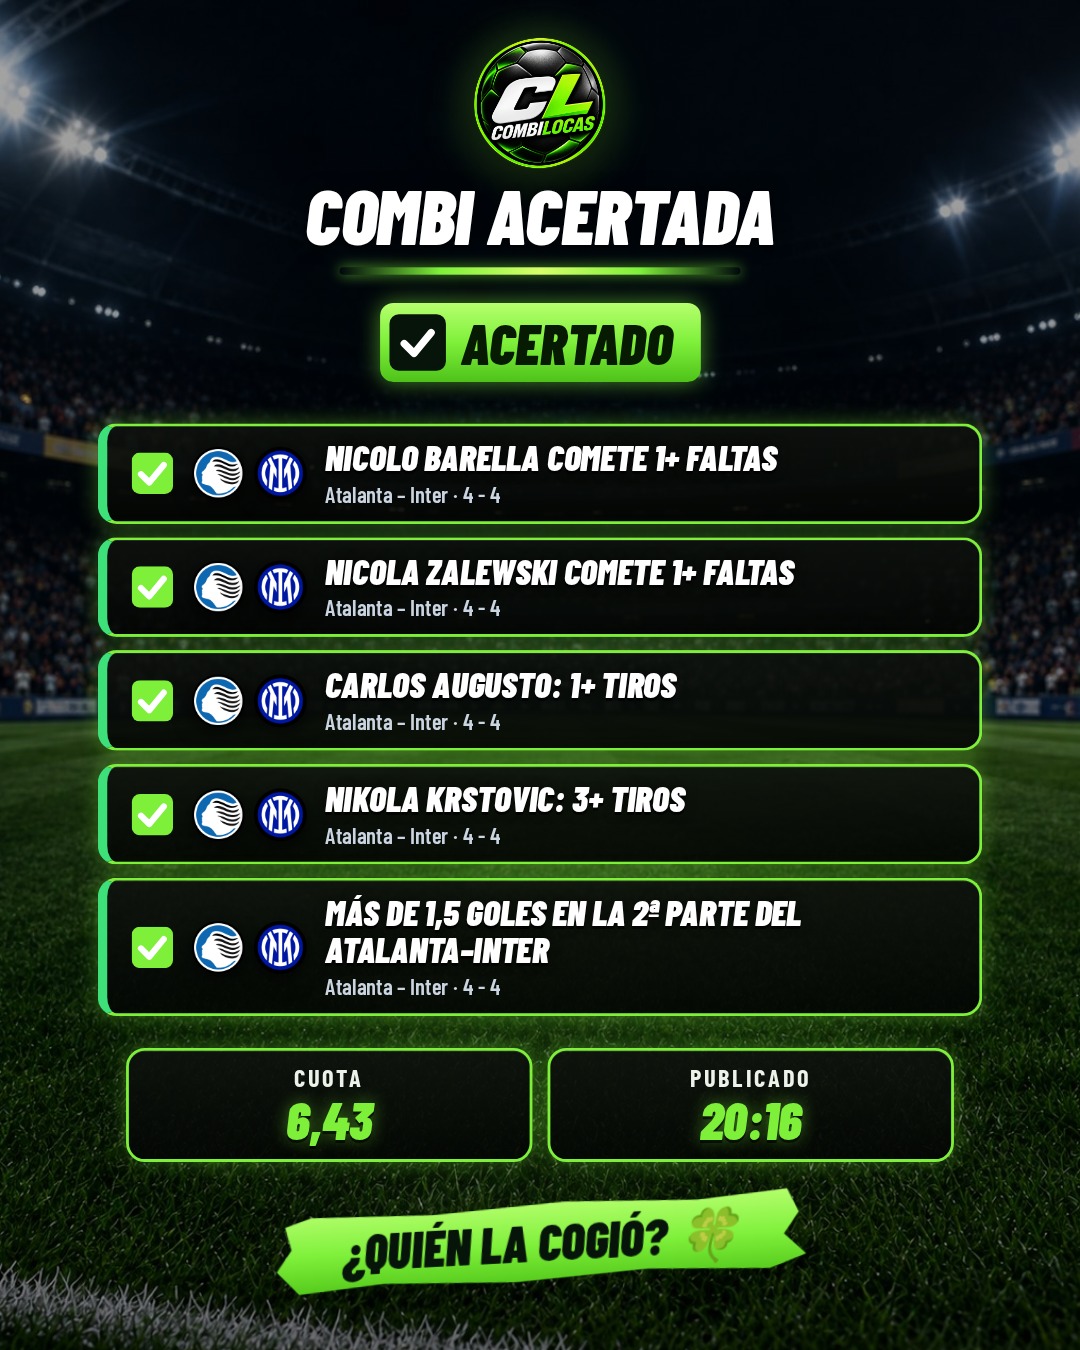 CL
COMBILOCAS
COMBI ACERTADA
ACERTADO
NICOLO BARELLA COMETE 1+ FALTAS
Atalanta – Inter · 4 - 4
NICOLA ZALEWSKI COMETE 1+ FALTAS
Atalanta – Inter · 4 - 4
CARLOS AUGUSTO: 1+ TIROS
Atalanta – Inter · 4 - 4
NIKOLA KRSTOVIC: 3+ TIROS
Atalanta – Inter · 4 - 4
MÁS DE 1,5 GOLES EN LA 2ª PARTE DEL
ATALANTA-INTER
Atalanta – Inter · 4 - 4
CUOTA
6,43
PUBLICADO
20:16
¿QUIÉN LA COGIÓ? 🍀